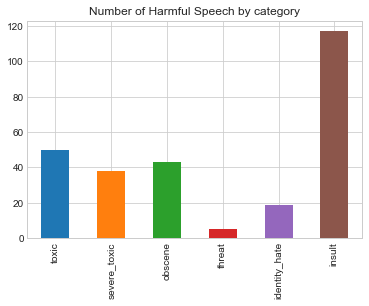 Number of Harmful Speech by category
120
100
80
60
40
20
0
toxic
severe_toxic
obscene
threat
identity_hate
insult